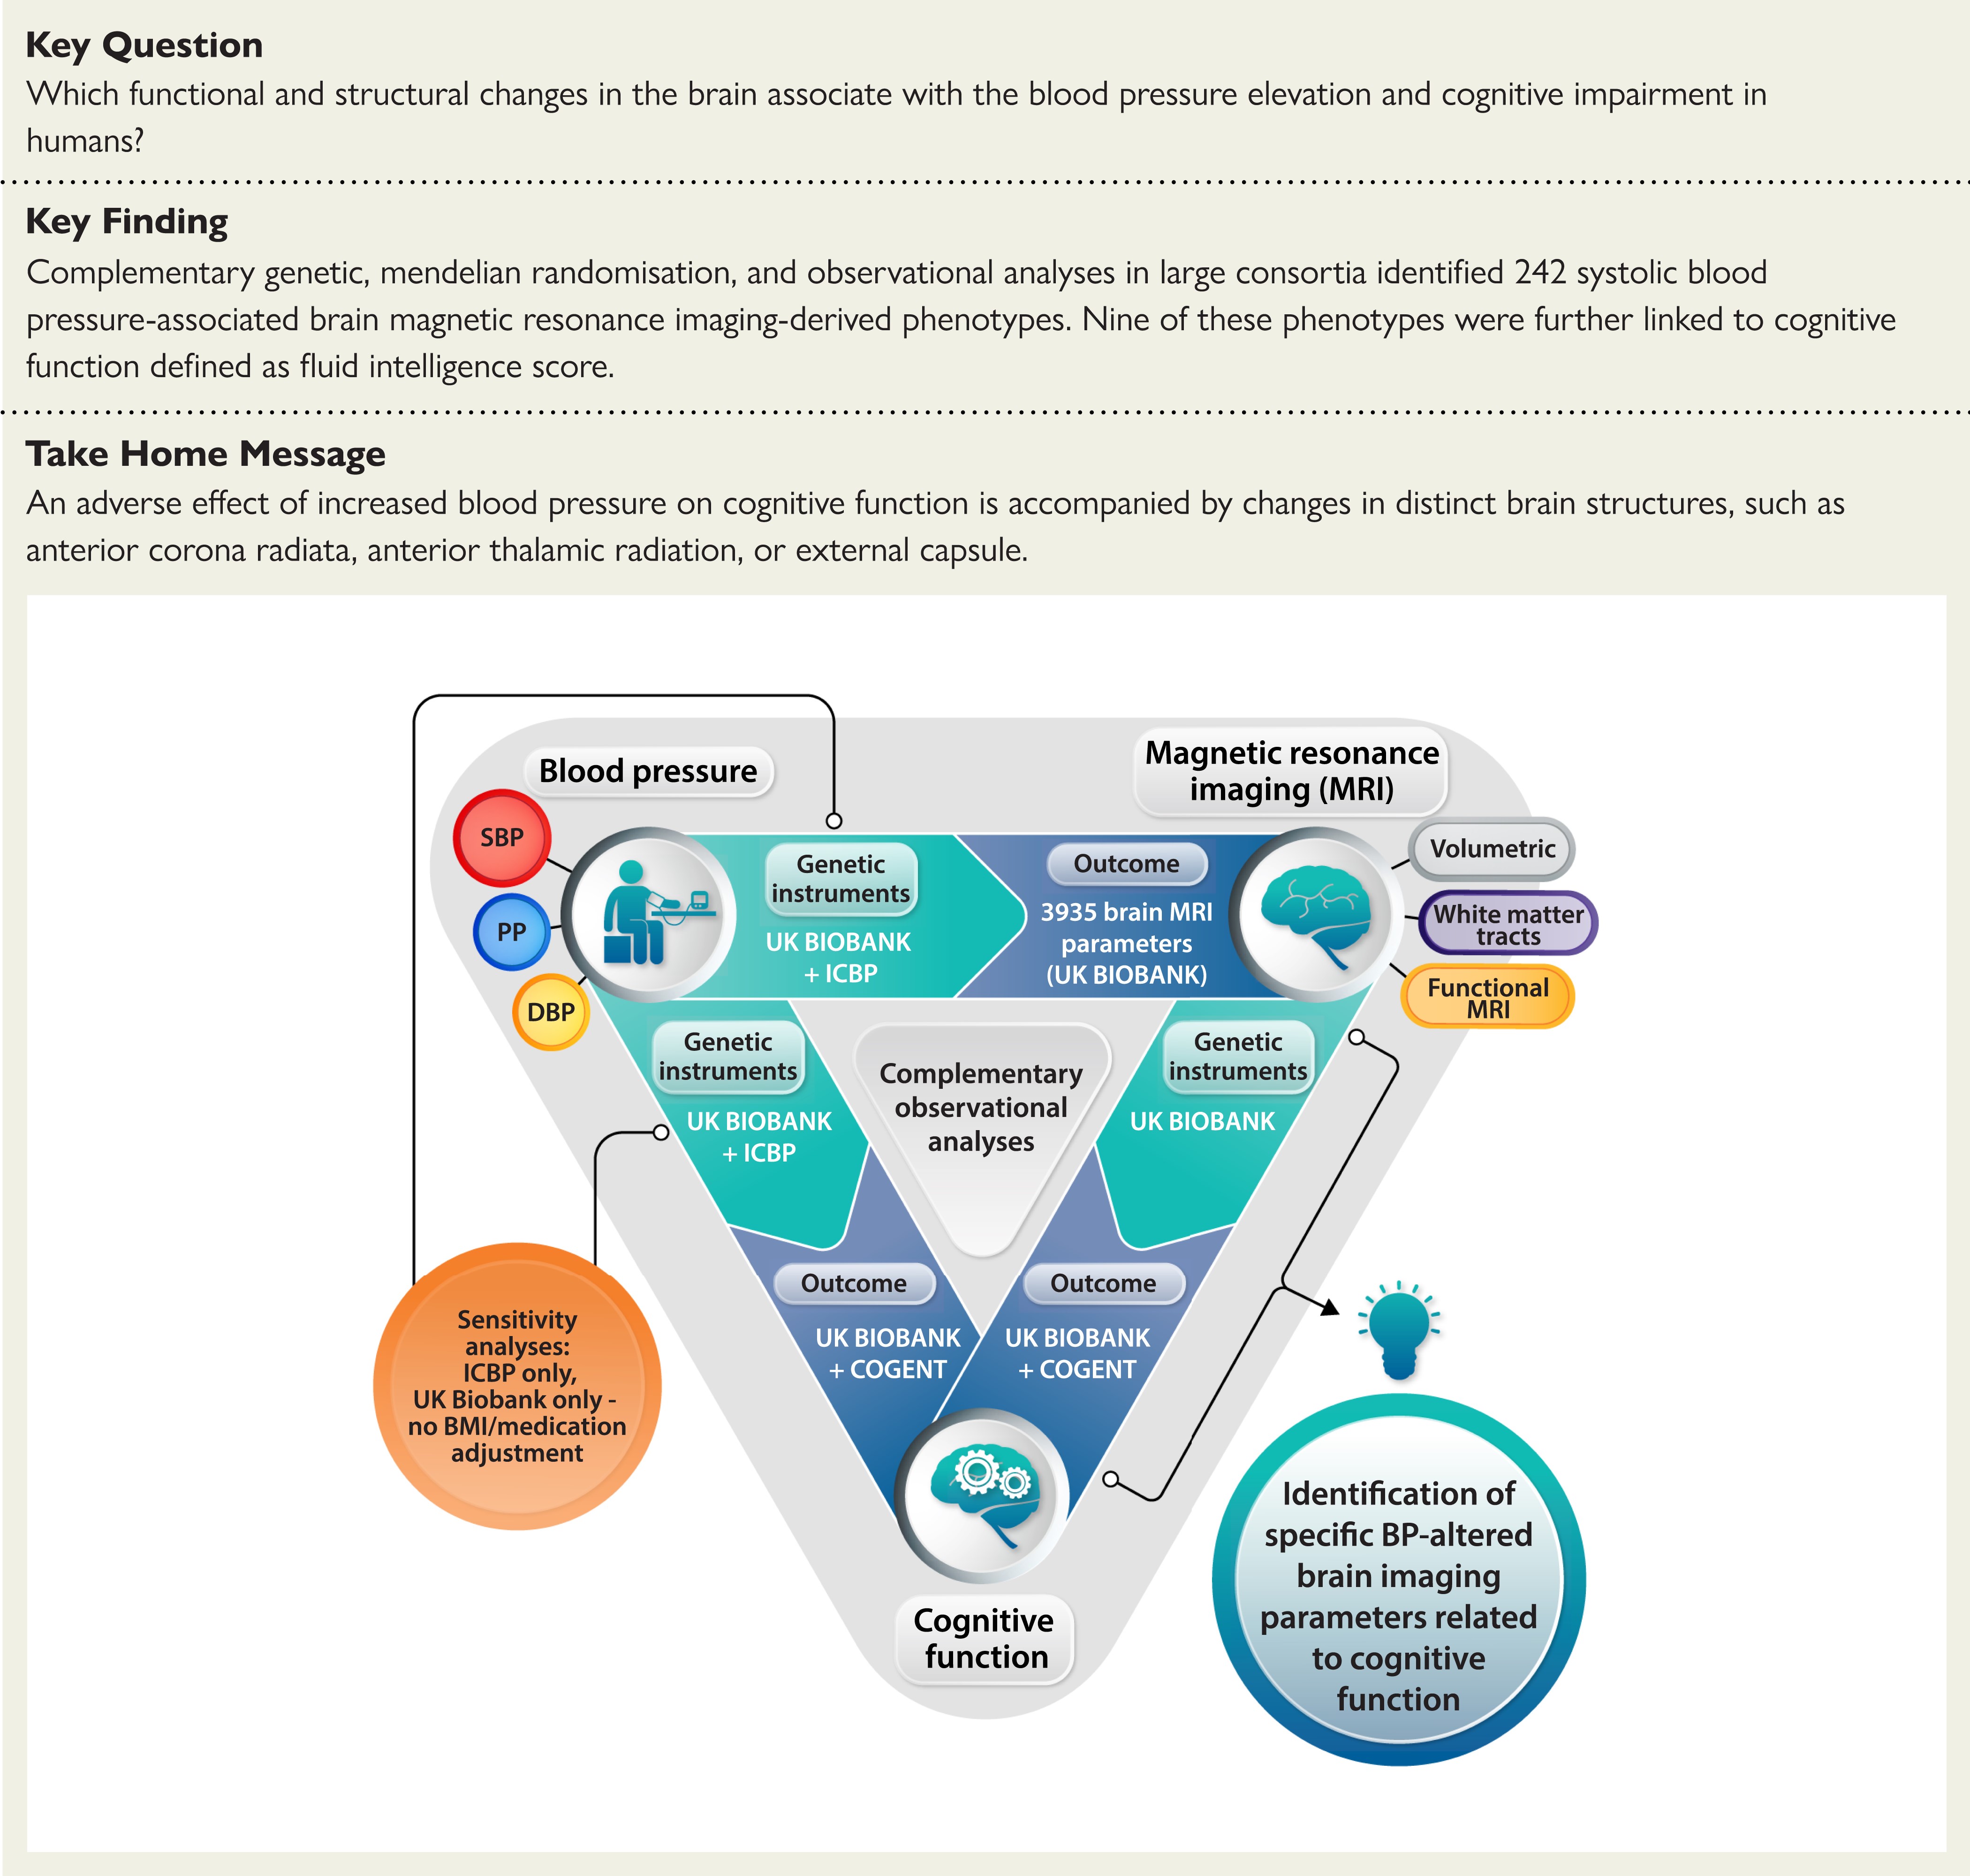 Key Question
Which functional and structural changes in the brain associate with the blood pressure elevation and cognitive impairment in
humans?
Key Finding
Complementary genetic, mendelian randomisation, and observational analyses in large consortia identified 242 systolic blood
pressure-associated brain magnetic resonance imaging-derived phenotypes. Nine of these phenotypes were further linked to cognitive
function defined as fluid intelligence score.
Take Home Message
An adverse effect of increased blood pressure on cognitive function is accompanied by changes in distinct brain structures, such as
anterior corona radiata, anterior thalamic radiation, or external capsule.
Blood pressure
Magnetic resonance
imaging (MRI)
SBP
PP
DBP
Genetic
instruments
UK BIOBANK
+ ICBP
Outcome
3935 brain MRI
parameters
(UK BIOBANK)
Volumetric
White matter
tracts
Functional
MRI
Genetic
instruments
UK BIOBANK
+ ICBP
Complementary
observational
analyses
Genetic
instruments
UK BIOBANK
Outcome
UK BIOBANK
+ COGENT
Outcome
UK BIOBANK
+ COGENT
Sensitivity
analyses:
ICBP only,
UK Biobank only -
no BMI/medication
adjustment
Cognitive
function
Identification of
specific BP-altered
brain imaging
parameters related
to cognitive
function